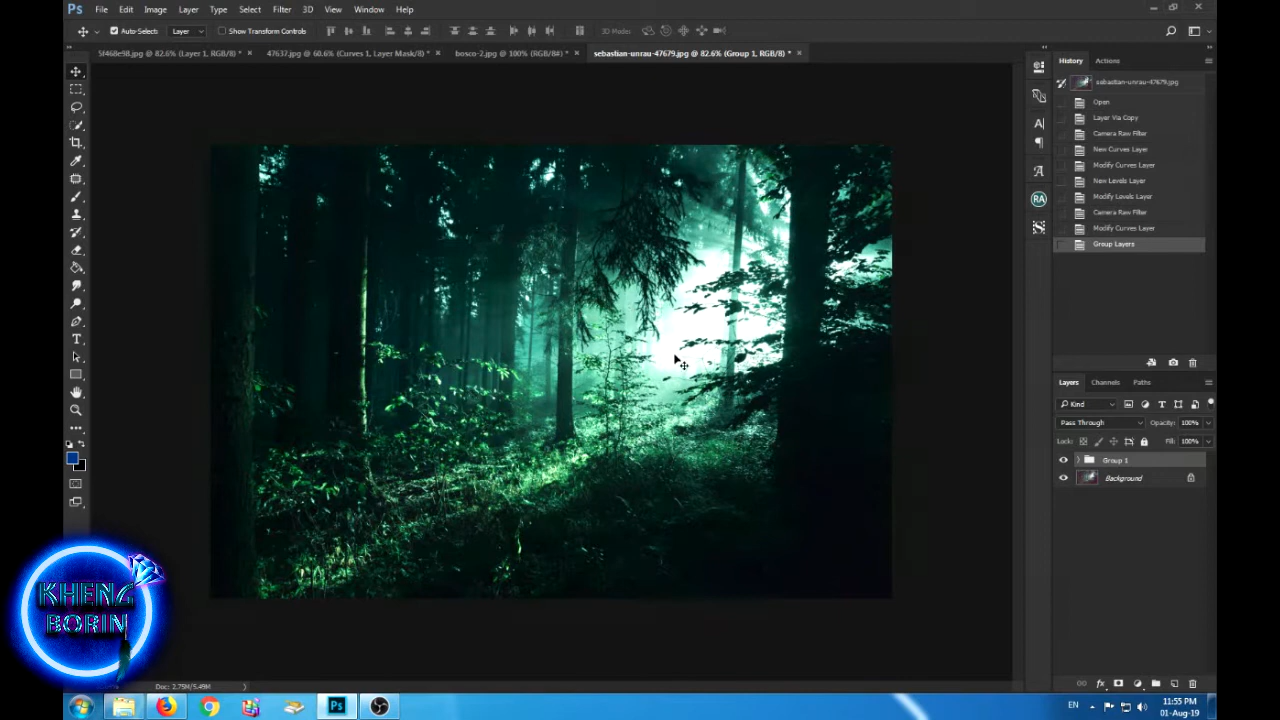 Ps File Edit Image Layer Type Select Filter 3D View Window Help
Auto-Select: Layer Show Transform Controls 3D Modes
5f468e98.jpg @ 82.6% (Layer 1, RGB/8) * × 47637.jpg @ 60.6% (Curves 1, Layer Mask/8) * × bosco-2.jpg @ 100% (RGB/8#) * × sebastian-unrau-47679.jpg @ 82.6% (Group 1, RGB/8) * ×
History Actions
sebastian-unrau-47679.jpg
Open
Layer Via Copy
Camera Raw Filter
New Curves Layer
Modify Curves Layer
New Levels Layer
Modify Levels Layer
Camera Raw Filter
Modify Curves Layer
Group Layers
RA
Layers Channels Paths
Kind
Pass Through Opacity: 100%
Lock: Fill: 100%
Group 1
Background
KHENG
BORIN
Doc: 2.75M/5.49M
Ps EN 11:55 PM
01-Aug-19